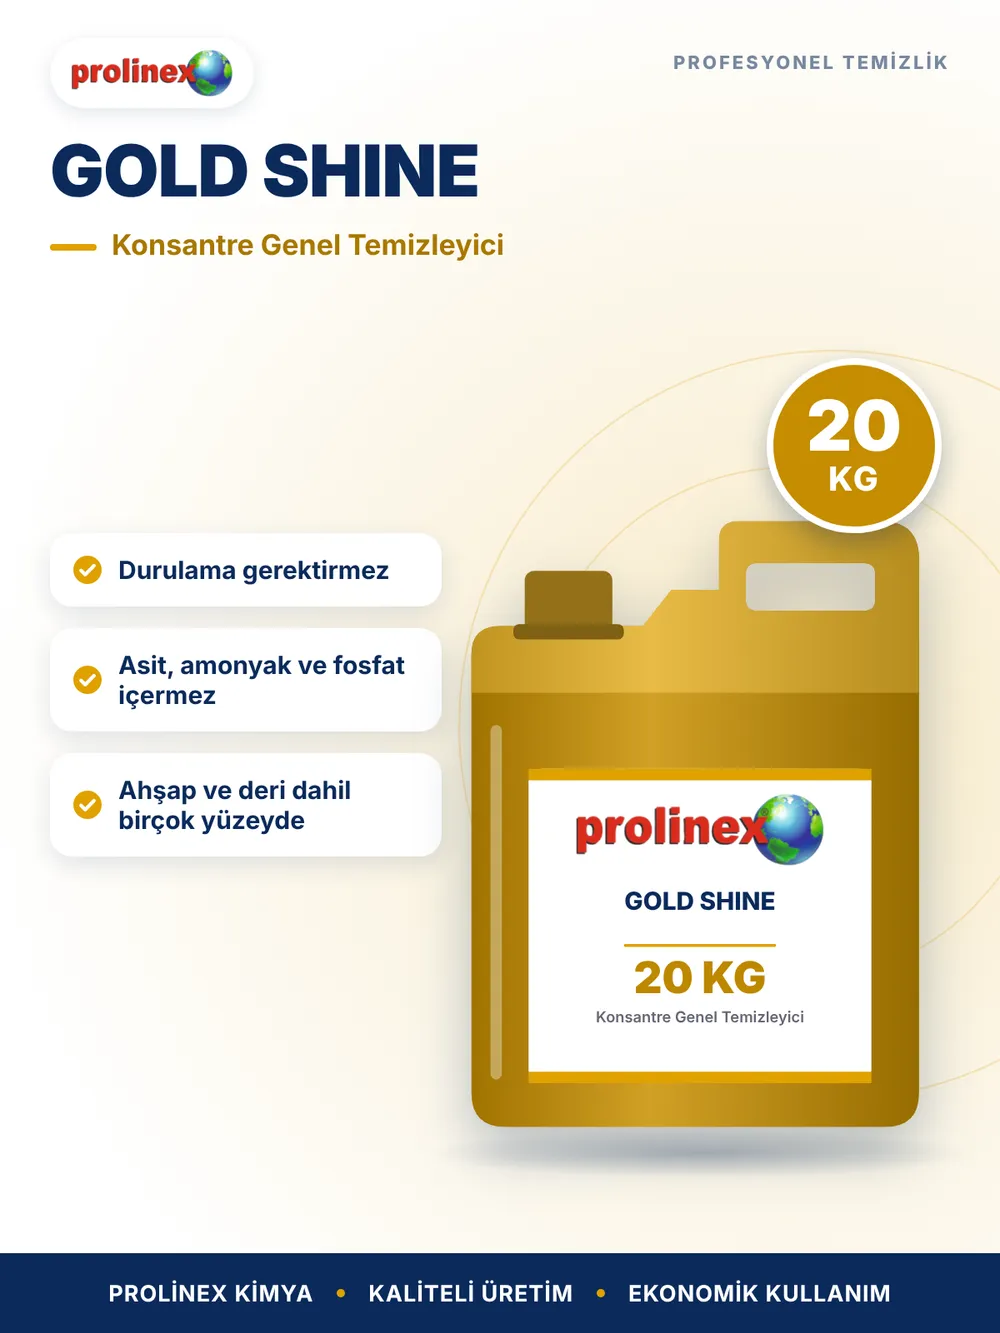 prolinex
PROFESYONEL TEMİZLİK
GOLD SHINE
Konsantre Genel Temizleyici
20
KG
Durulama gerektirmez
Asit, amonyak ve fosfat
içermez
Ahşap ve deri dahil
birçok yüzeyde
prolinex®
GOLD SHINE
20 KG
Konsantre Genel Temizleyici
PROLİNEX KİMYA • KALİTELİ ÜRETİM • EKONOMİK KULLANIM